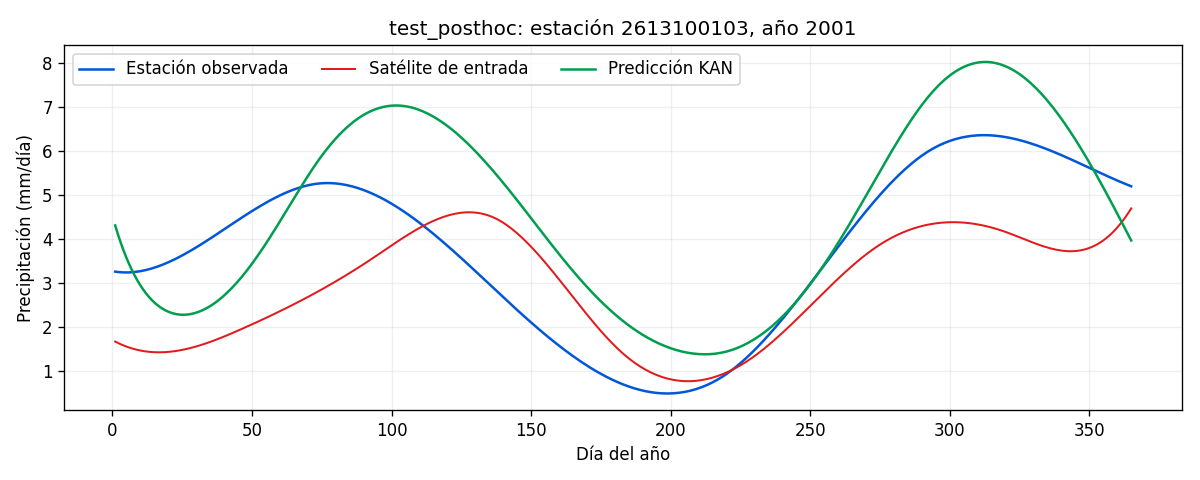 test_posthoc: estación 2613100103, año 2001
Estación observada
Satélite de entrada
Predicción KAN
Precipitación (mm/día)
8
7
6
5
4
3
2
1
0
50
100
150
200
250
300
350
Día del año